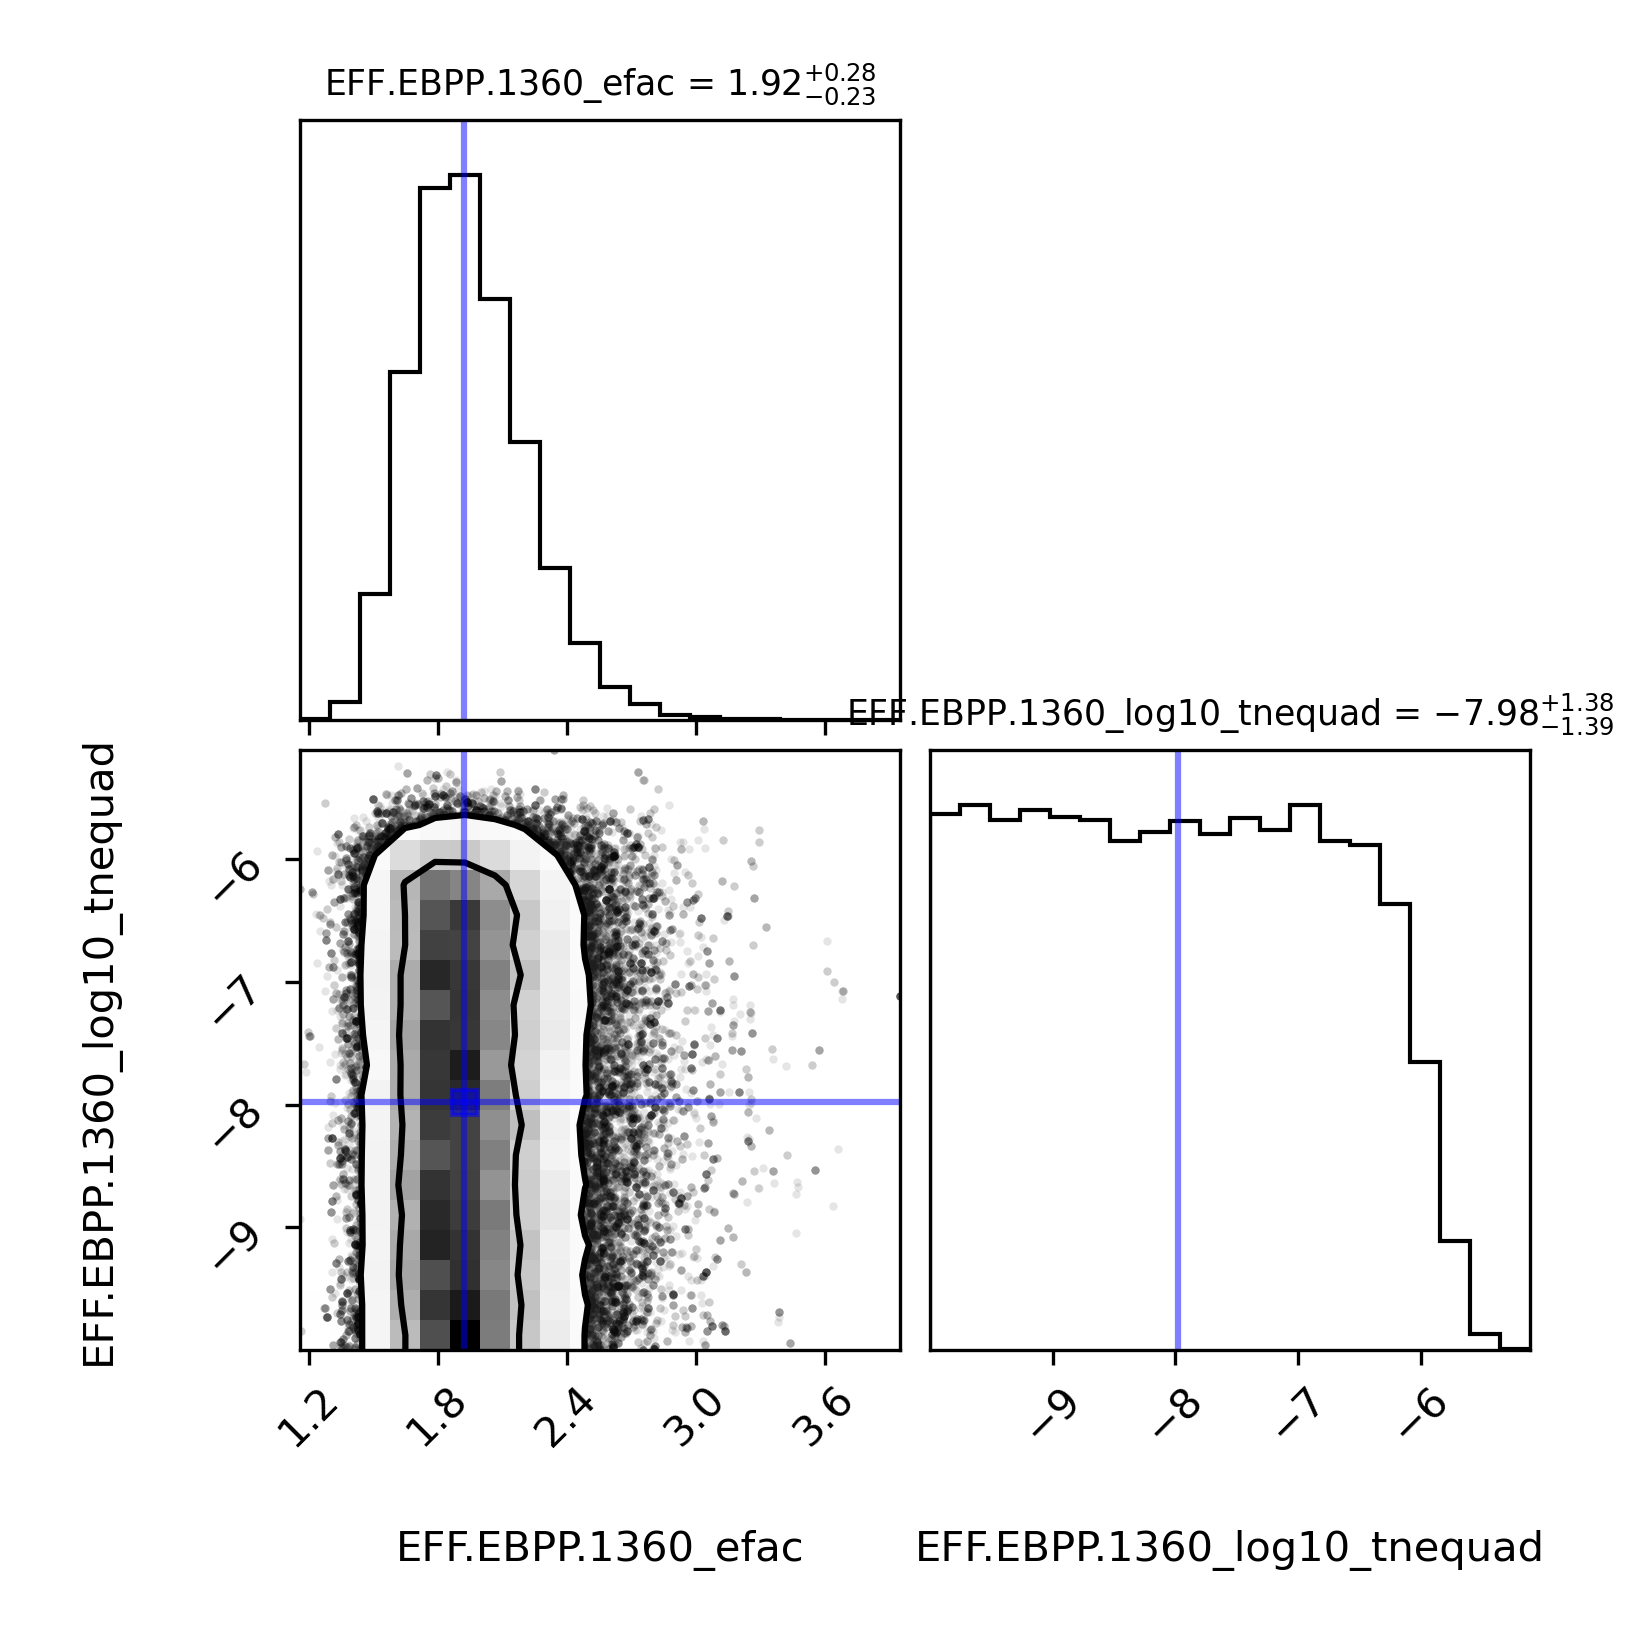 EFF.EBPP.1360_efac = 1.92+0.28−0.23
EFF.EBPP.1360_log10_tnequad = −7.98+1.38−1.39
EFF.EBPP.1360_log10_tnequad
−6
−7
−8
−9
1.2 1.8 2.4 3.0 3.6
−9 −8 −7 −6
EFF.EBPP.1360_efac
EFF.EBPP.1360_log10_tnequad